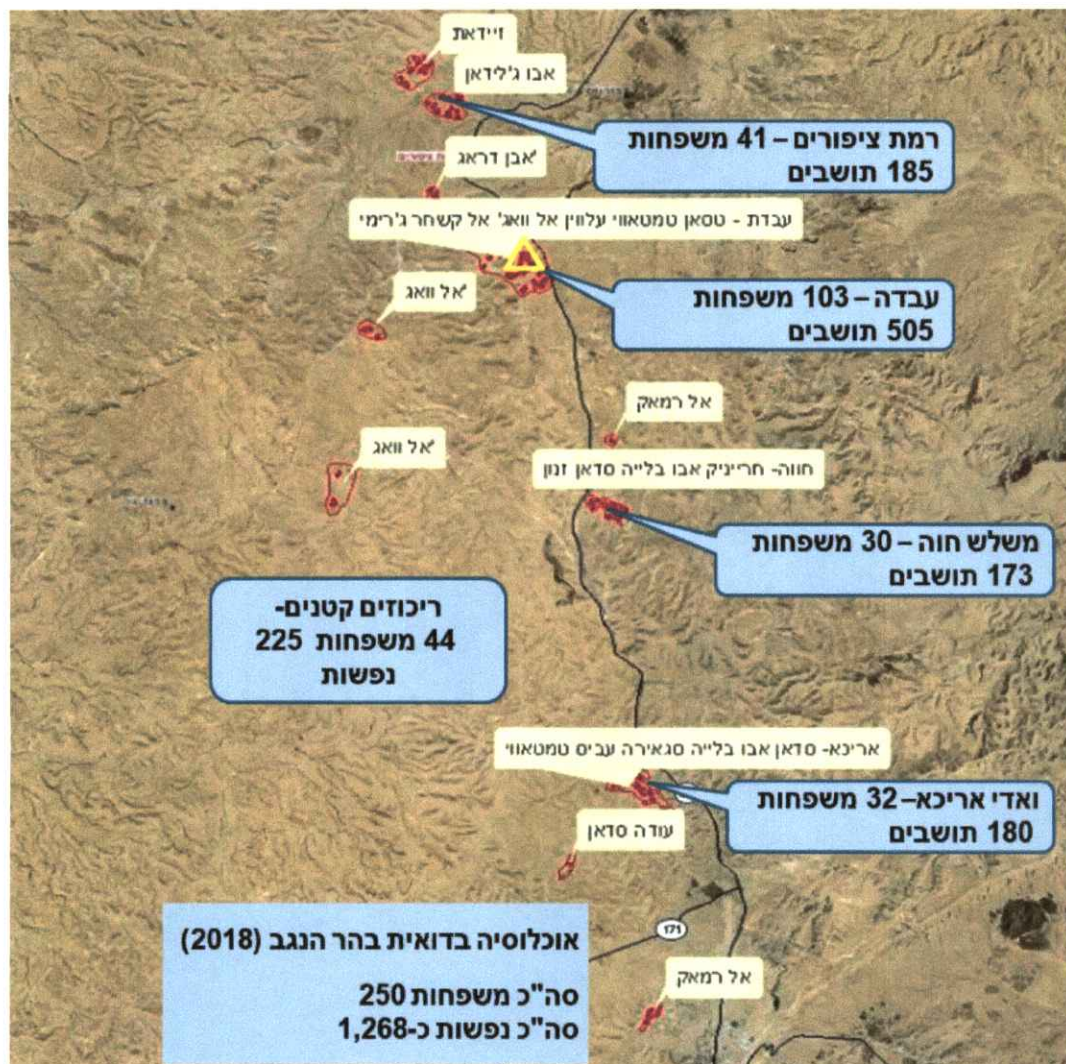 זיידאת
אבו ג'לידאן
רמת ציפורים – 41 משפחות
185 תושבים
אבן דראג'
עבדת - טסאן טמטאווי עלווין אל וואג' אל קשחר ג'רימי
עבדה – 103 משפחות
505 תושבים
אל וואג'
אל רמאק
אל וואג'
חווה- חרייניק אבו בלייה סדאן זנון
משלש חוה – 30 משפחות
173 תושבים
ריכוזים קטנים-
44 משפחות 225
נפשות
אריכא- סדאן אבו בלייה סגאירה עביס טמטאווי
ואדי אריכא– 32 משפחות
180 תושבים
עודה סדאן
171
אוכלוסיה בדואית בהר הנגב (2018)
סה"כ משפחות 250
סה"כ נפשות כ-1,268
אל רמאק